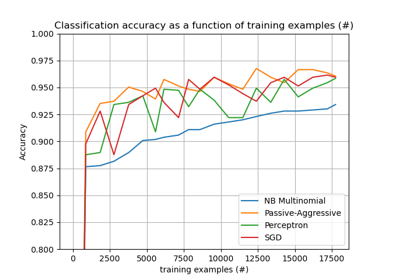 Classification accuracy as a function of training examples (#)
1.000
0.975
0.950
0.925
0.900
0.875
0.850
0.825
0.800
Accuracy
NB Multinomial
Passive-Aggressive
Perceptron
SGD
0 2500 5000 7500 10000 12500 15000 17500
training examples (#)